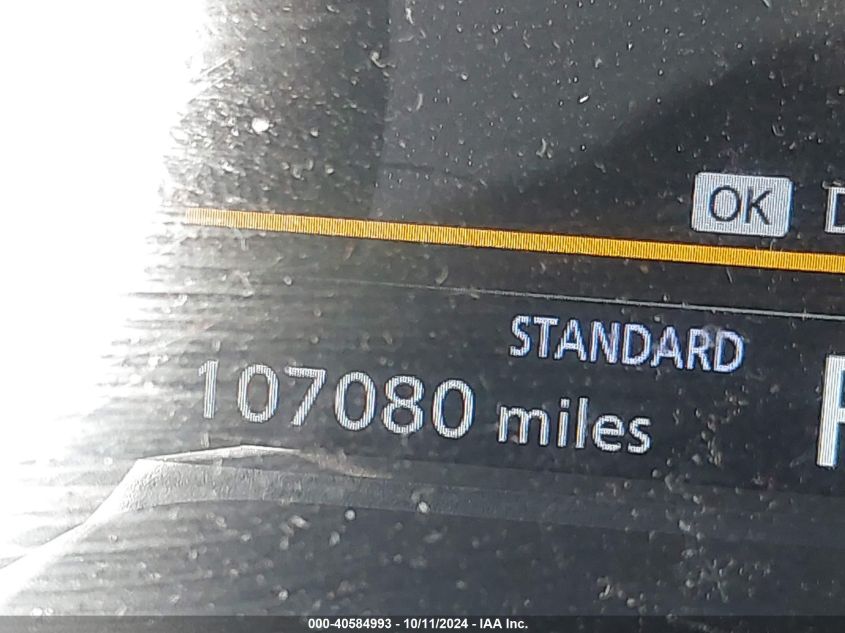 OK
STANDARD
107080 miles
000-40584993 - 10/11/2024 - IAA Inc.